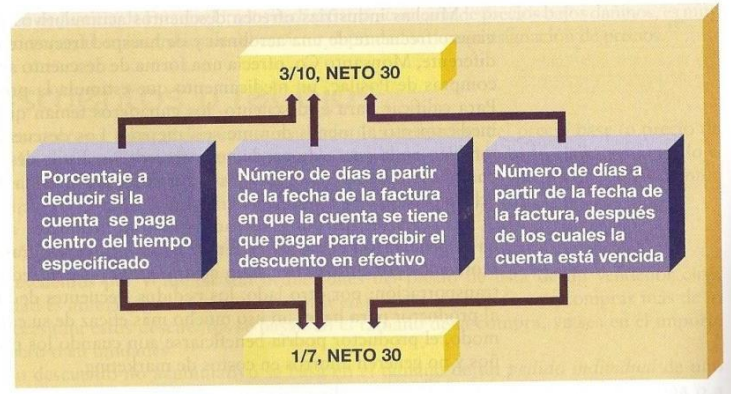 3/10, NETO 30
Porcentaje a
deducir si la
cuenta se paga
dentro del tiempo
especificado
Número de días a partir
de la fecha de la factura
en que la cuenta se tiene
que pagar para recibir el
descuento en efectivo
Número de días a
partir de la fecha de
la factura, después
de los cuales la
cuenta está vencida
1/7, NETO 30